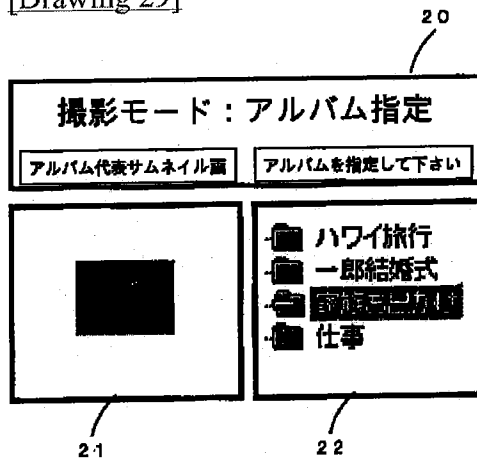 [Drawing
20
撮影モード：アルバム指定
アルバム代表サムネイル画
アルバムを指定して下さい
ハワイ旅行
一郎結婚式
仕事
21
22